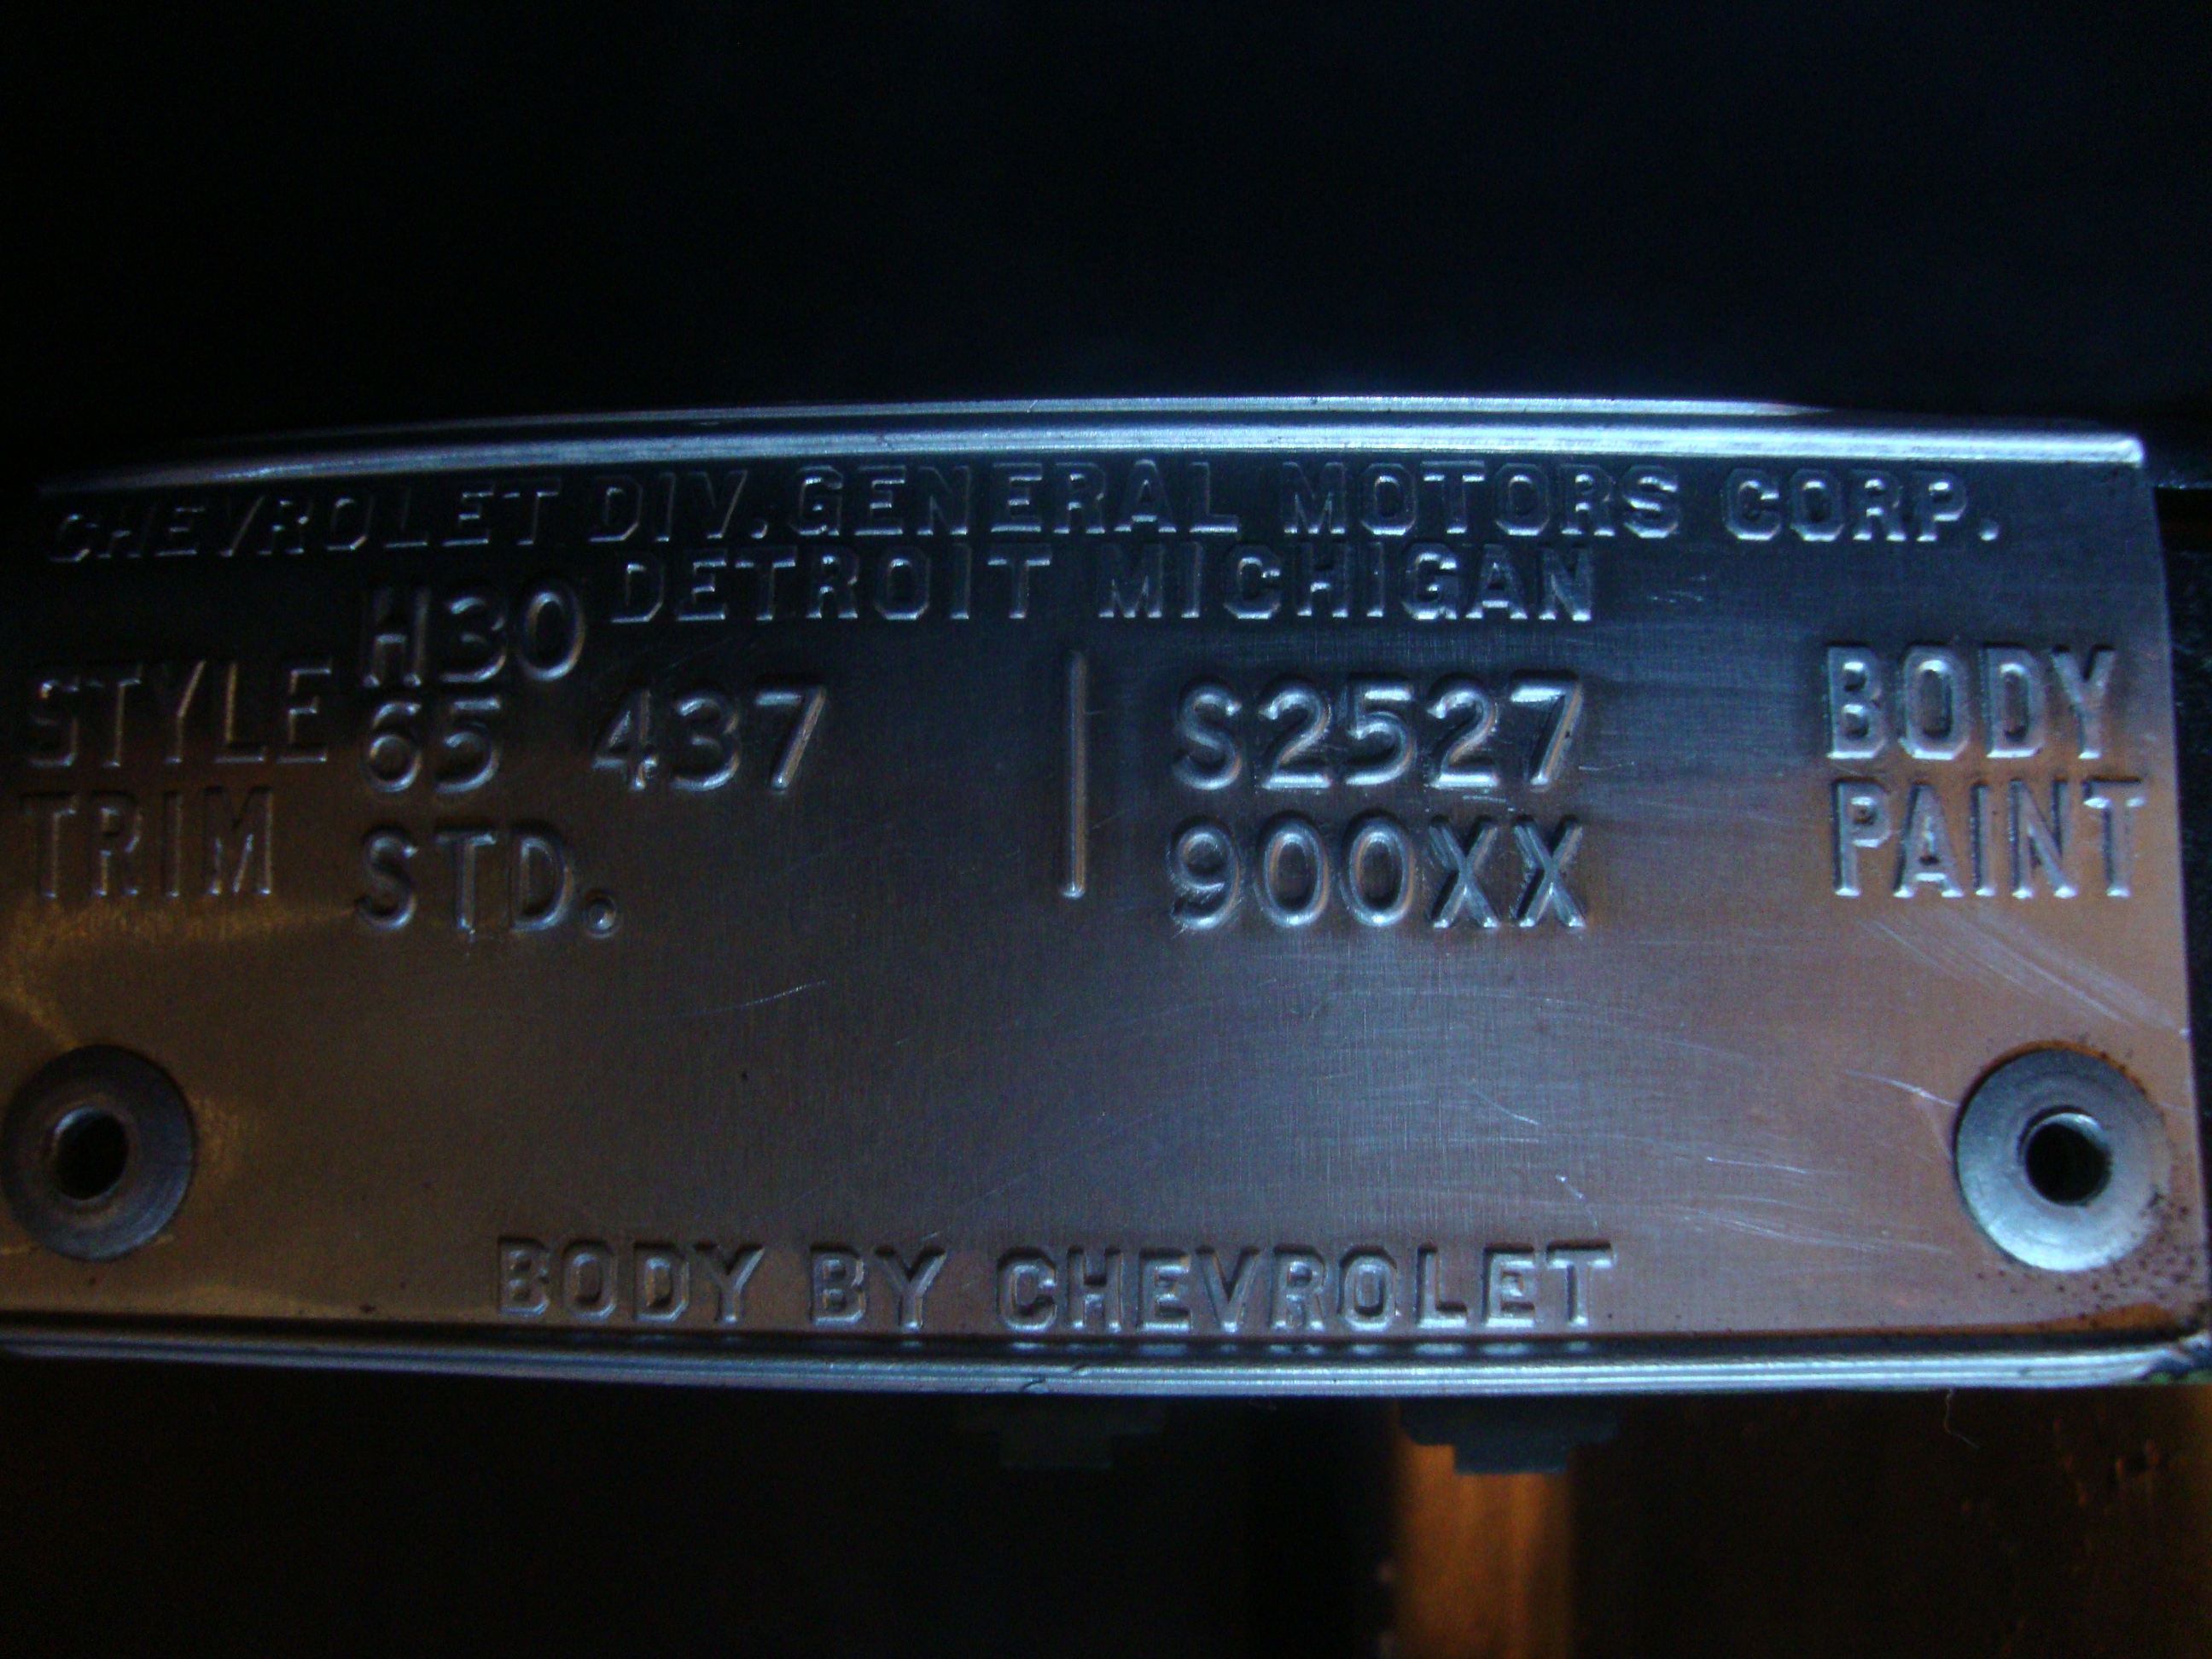 CHEVROLET DIV. GENERAL MOTORS CORP.
DETROIT MICHIGAN
H30
STYLE 65 437 S2527 BODY
TRIM STD. 900XX PAINT
BODY BY CHEVROLET